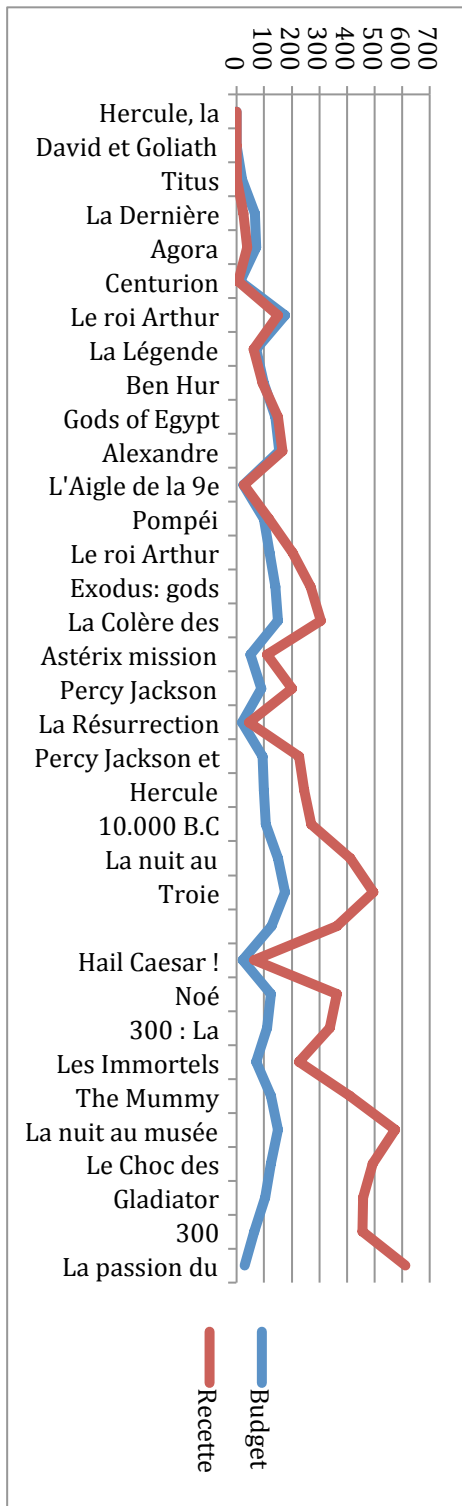 0 100 200 300 400 500 600 700
Hercule, la
David et Goliath
Titus
La Dernière
Agora
Centurion
Le roi Arthur
La Légende
Ben Hur
Gods of Egypt
Alexandre
L'Aigle de la 9e
Pompéi
Le roi Arthur
Exodus: gods
La Colère des
Astérix mission
Percy Jackson
La Résurrection
Percy Jackson et
Hercule
10.000 B.C
La nuit au
Troie
Hail Caesar !
Noé
300 : La
Les Immortels
The Mummy
La nuit au musée
Le Choc des
Gladiator
300
La passion du
Budget
Recette